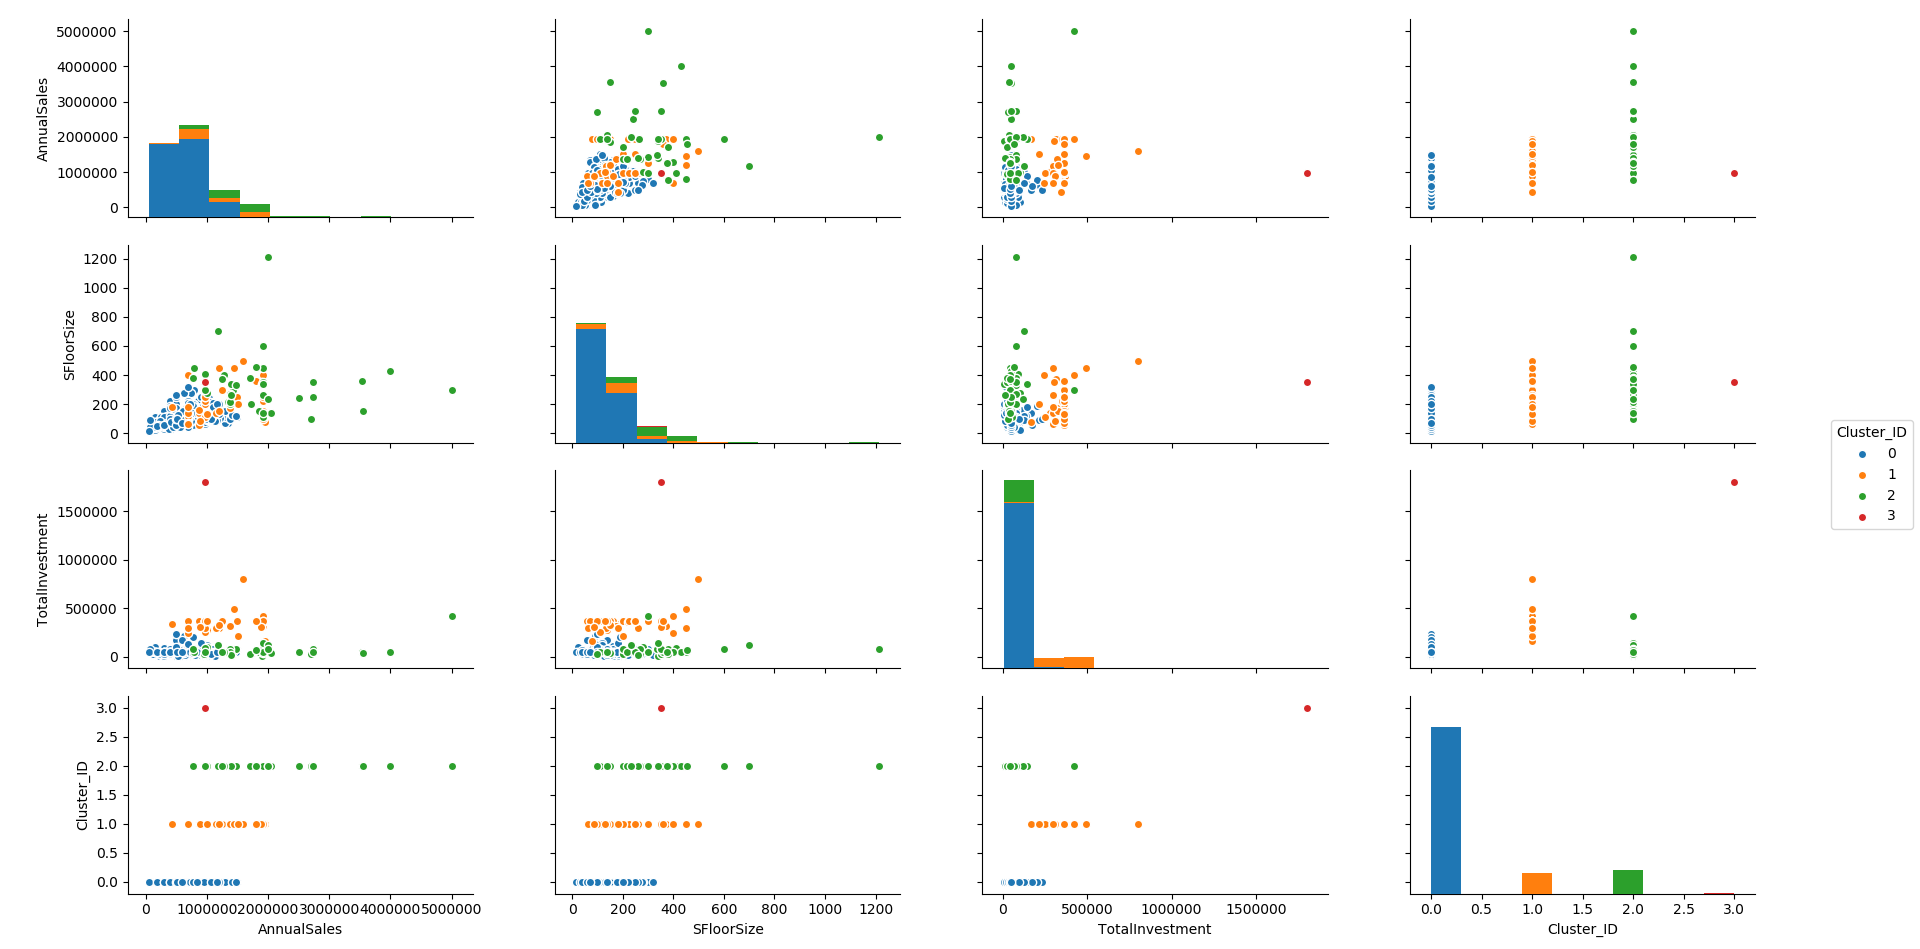 5000000
4000000
3000000
2000000
1000000
0
AnnualSales
1200
1000
800
600
400
200
0
SFloorSize
1500000
1000000
500000
0
TotalInvestment
Cluster_ID
0
1
2
3
3.0
2.5
2.0
1.5
1.0
0.5
0.0
Cluster_ID
0 1000000 2000000 3000000 4000000 5000000
AnnualSales
0 200 400 600 800 1000 1200
SFloorSize
0 500000 1000000 1500000
TotalInvestment
0.0 0.5 1.0 1.5 2.0 2.5 3.0
Cluster_ID